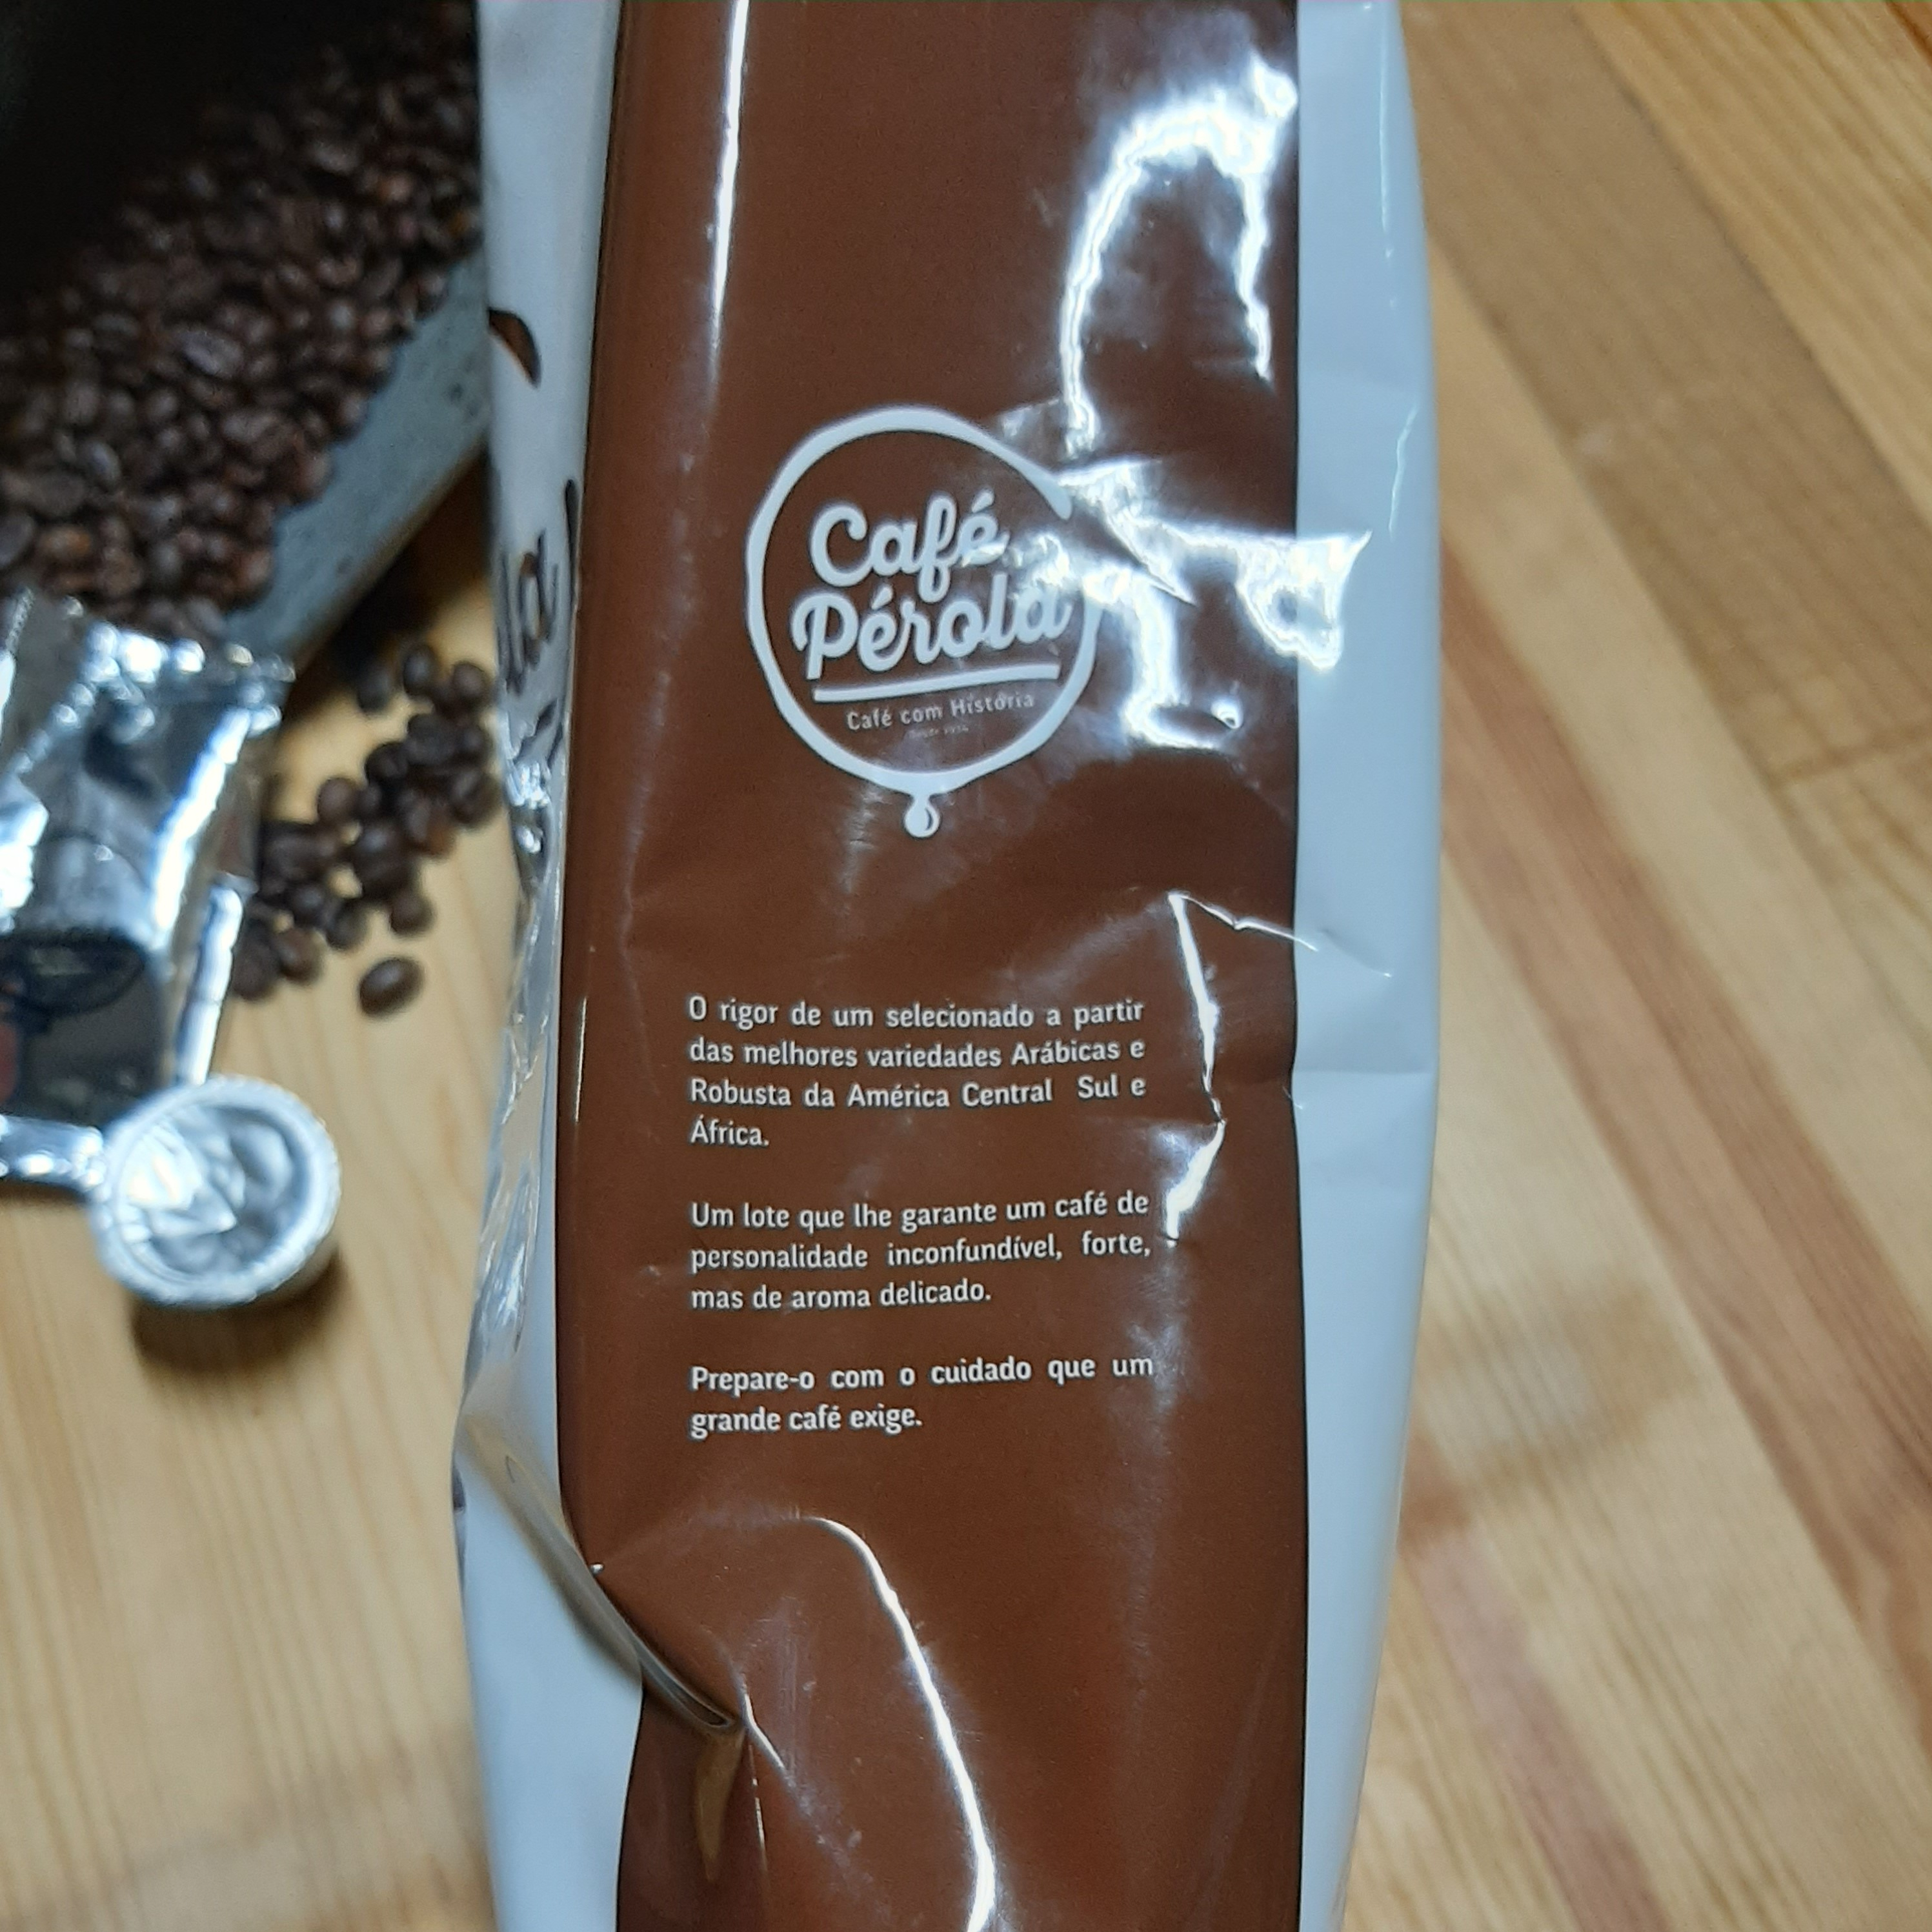 Café
Pérola
Café com História
O rigor de um selecionado a partir
das melhores variedades Arábicas e
Robusta da América Central  Sul e
África.
Um lote que lhe garante um café de
personalidade inconfundível, forte,
mas de aroma delicado.
Prepare-o com o cuidado que um
grande café exige.